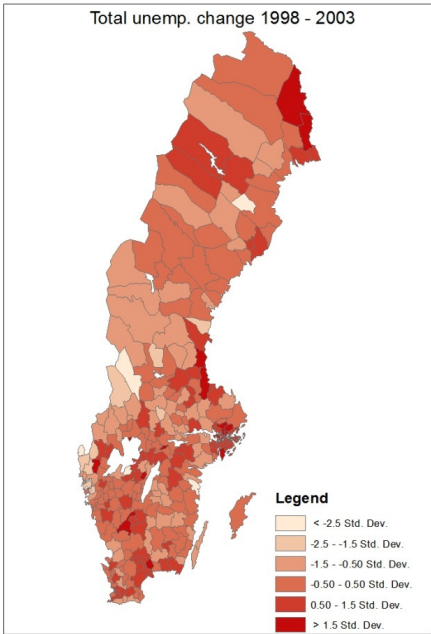 Total unemp. change 1998 - 2003
Legend
< -2.5 Std. Dev.
-2.5 - -1.5 Std. Dev.
-1.5 - -0.50 Std. Dev.
-0.50 - 0.50 Std. Dev.
0.50 - 1.5 Std. Dev.
> 1.5 Std. Dev.